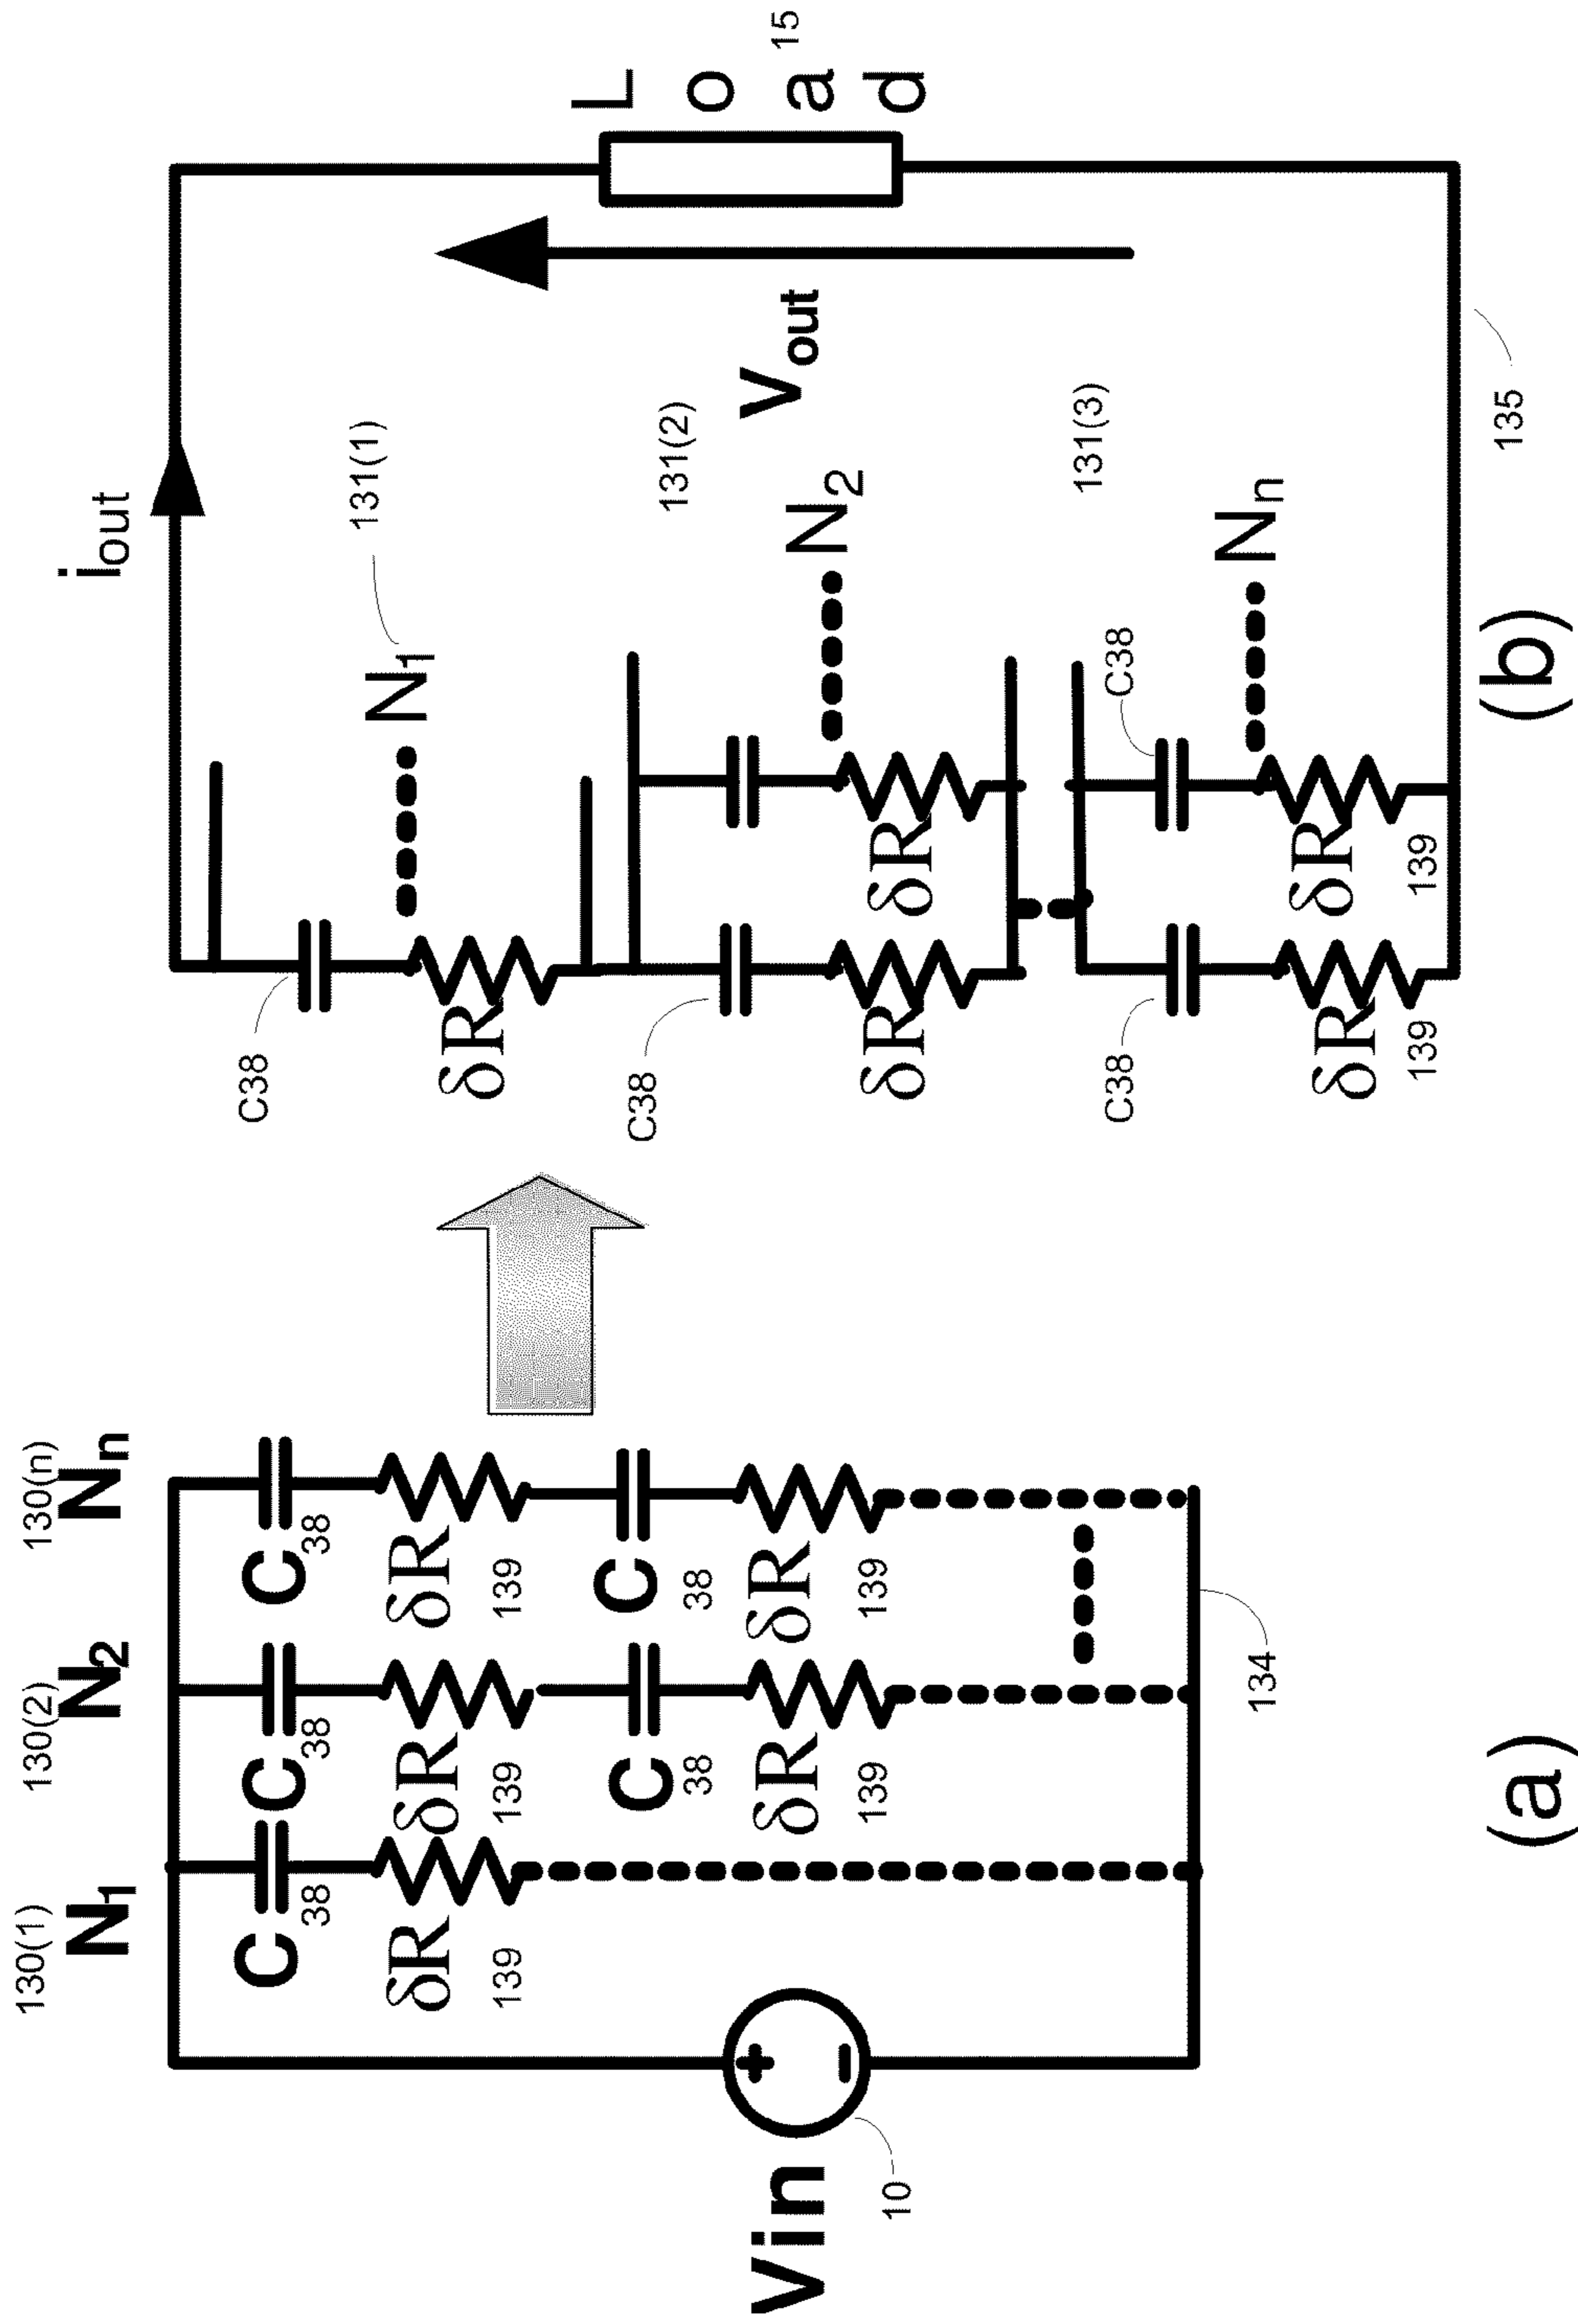 130(1)
130(2)
130(n)
N1
N2
Nn
C
38
C
38
C
38
δR
139
δR
139
δR
139
C
38
C
38
δR
139
δR
139
Vin
+
-
10
134
(a)
iout
C38
δR
N1
131(1)
C38
δR
δR
N2
131(2)
Vout
Load
15
C38
C38
δR
139
δR
139
Nn
131(3)
135
(b)